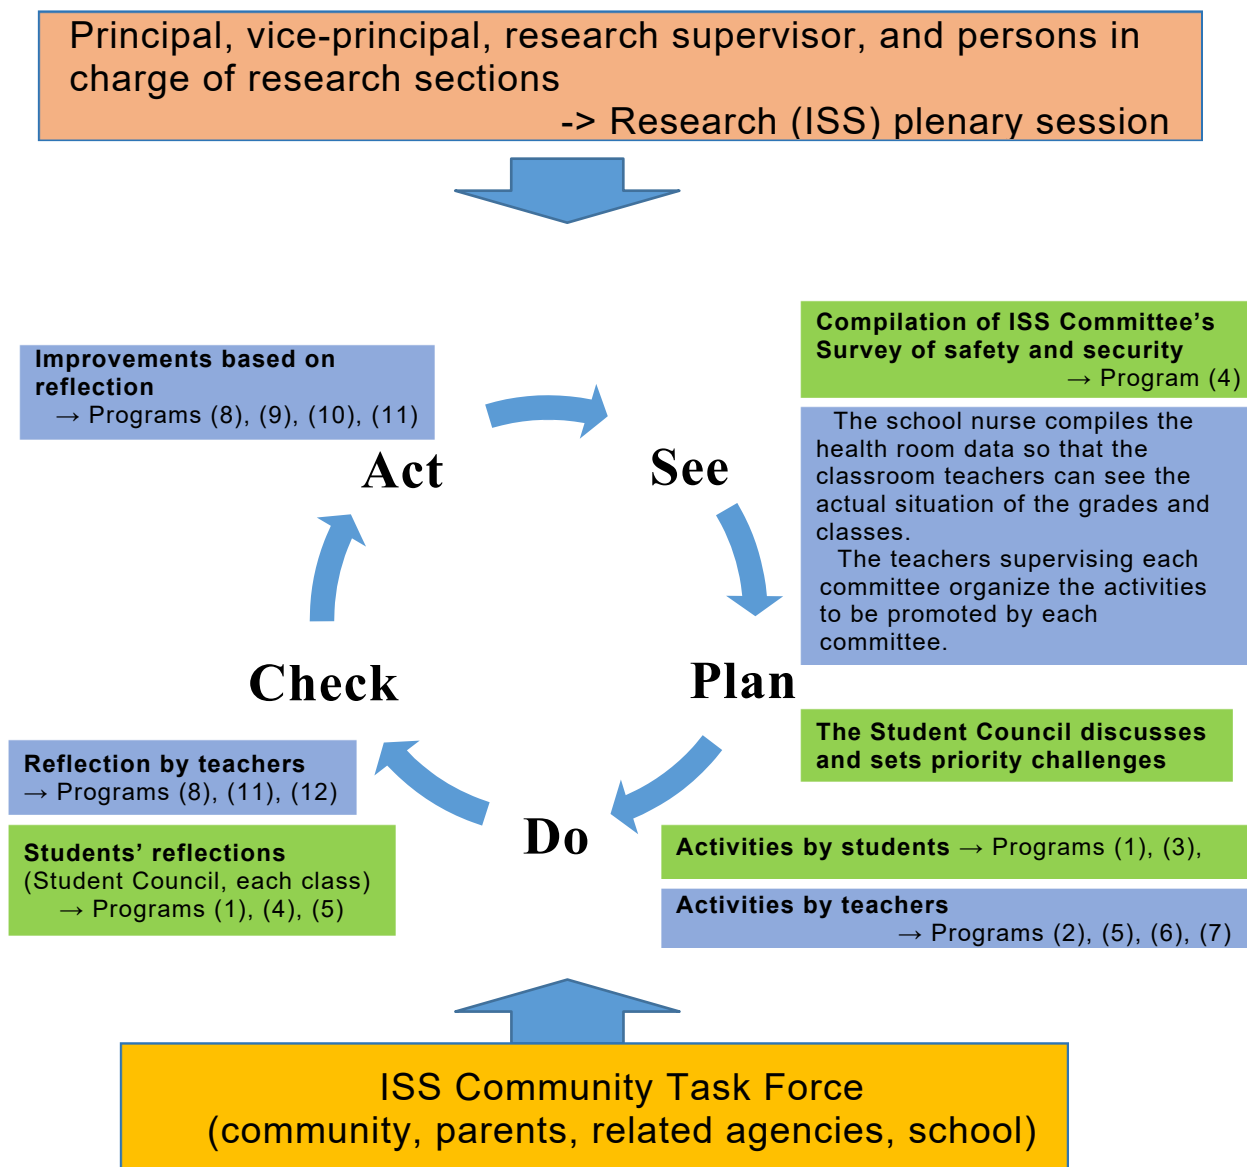 Principal, vice-principal, research supervisor, and persons in
charge of research sections
-> Research (ISS) plenary session
Compilation of ISS Committee’s
Survey of safety and security
→ Program (4)
Improvements based on
reflection
→ Programs (8), (9), (10), (11)
The school nurse compiles the
health room data so that the
classroom teachers can see the
actual situation of the grades and
classes.
The teachers supervising each
committee organize the activities
to be promoted by each
committee.
Act
See
Check
Plan
Do
The Student Council discusses
and sets priority challenges
Reflection by teachers
→ Programs (8), (11), (12)
Students’ reflections
(Student Council, each class)
→ Programs (1), (4), (5)
Activities by students → Programs (1), (3),
Activities by teachers
→ Programs (2), (5), (6), (7)
ISS Community Task Force
(community, parents, related agencies, school)